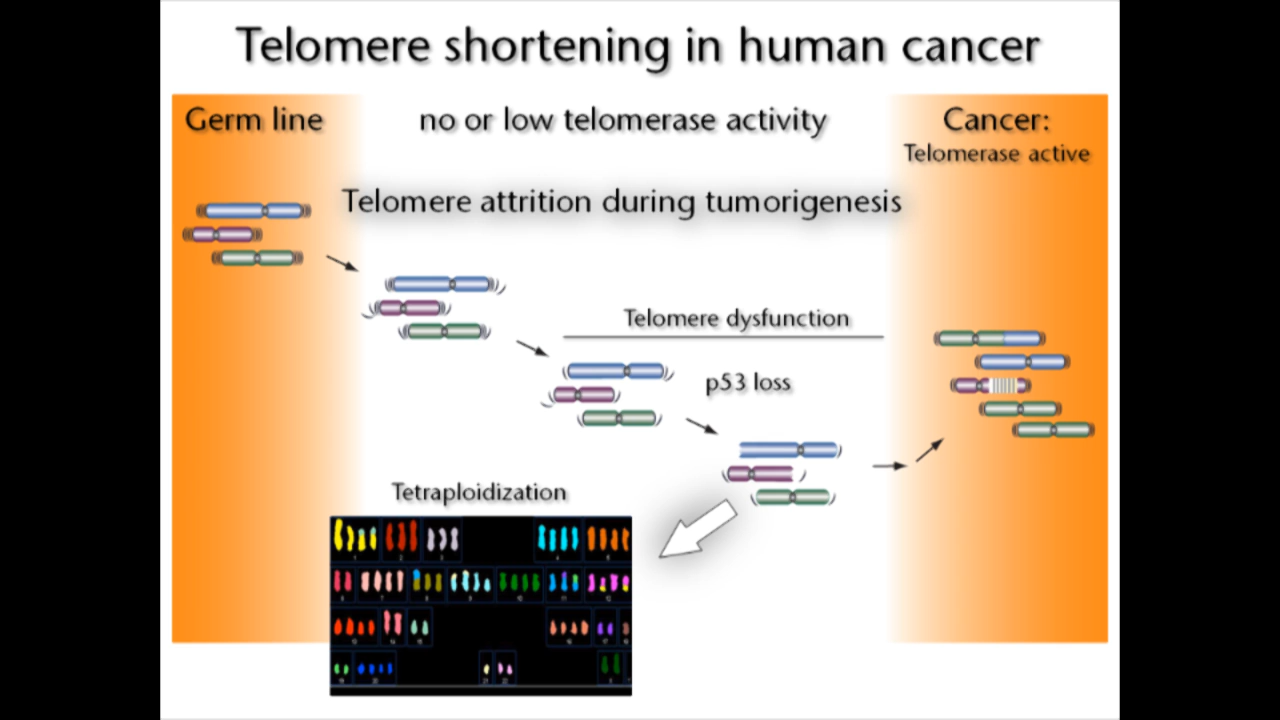 Telomere shortening in human cancer
Germ line
no or low telomerase activity
Cancer:
Telomerase active
Telomere attrition during tumorigenesis
Telomere dysfunction
p53 loss
Tetraploidization